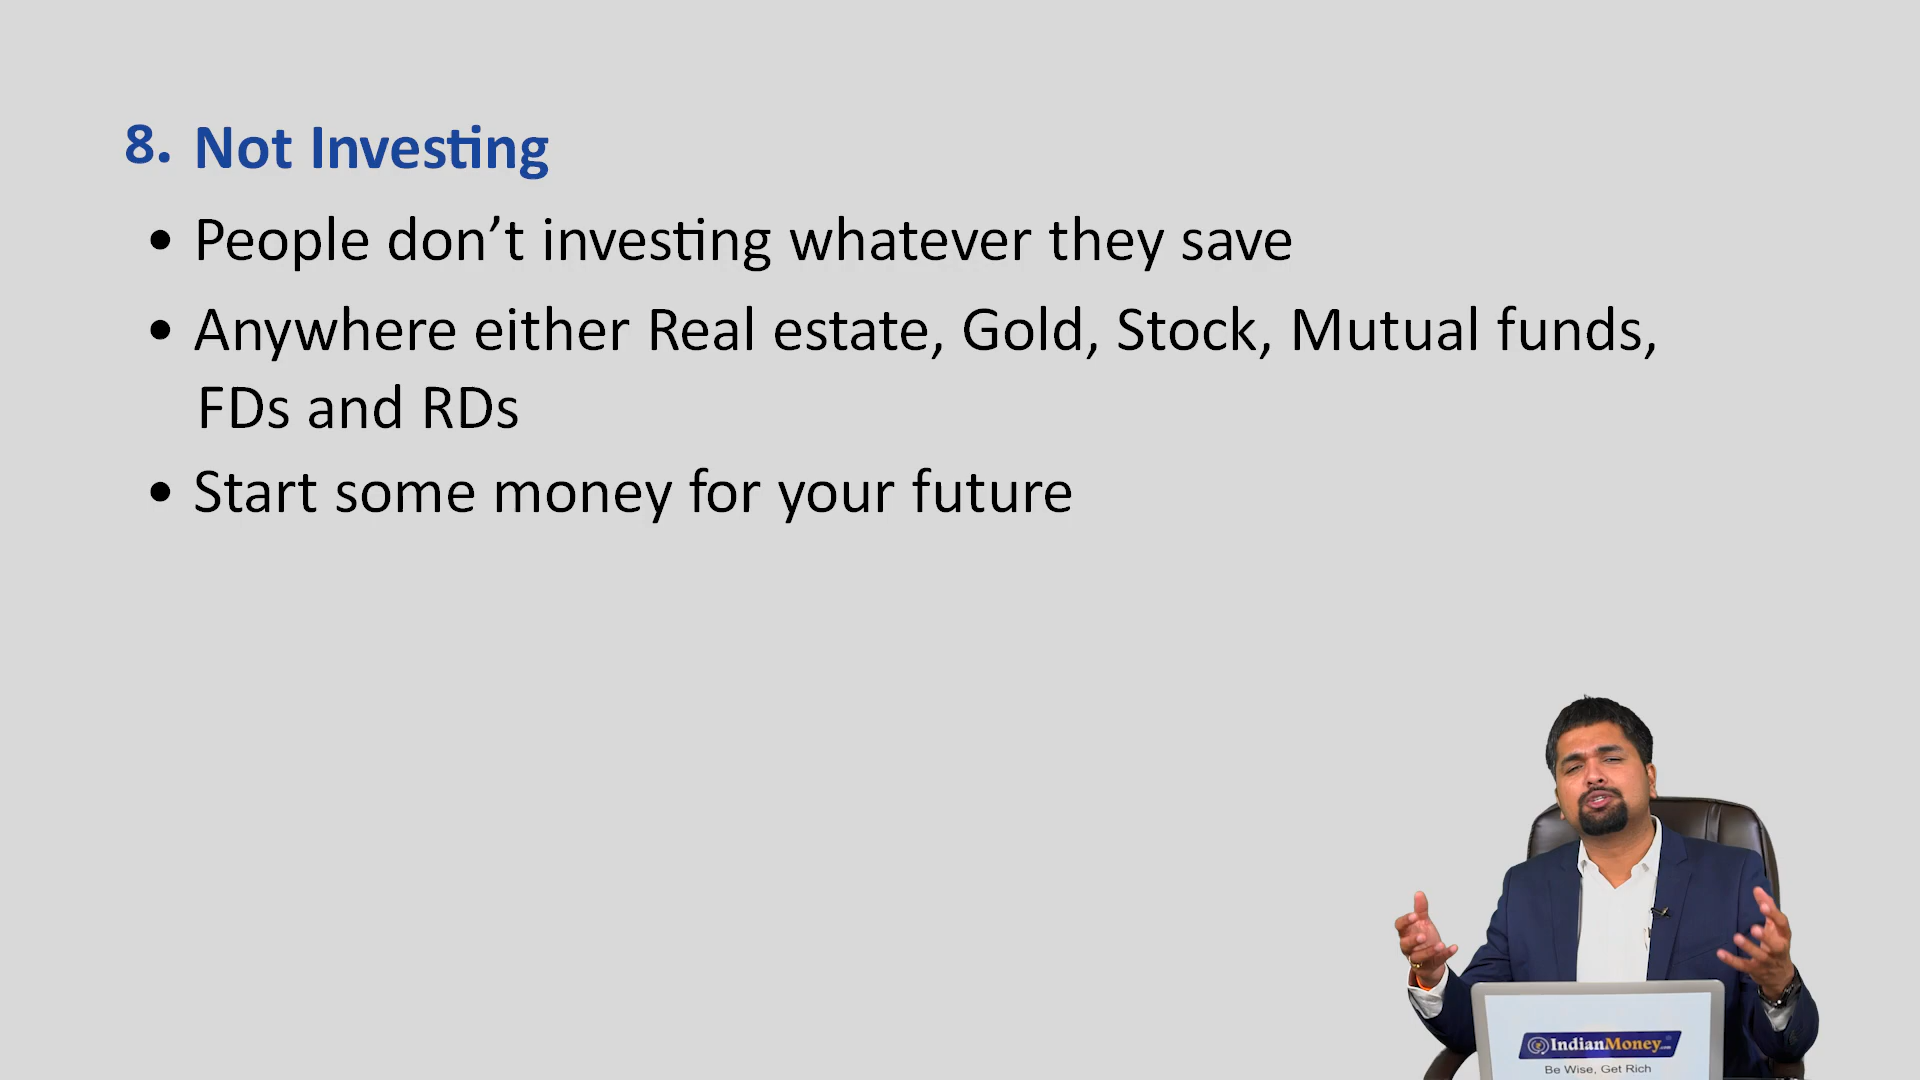 8. Not Investing
• People don’t investing whatever they save
• Anywhere either Real estate, Gold, Stock, Mutual funds,
FDs and RDs
• Start some money for your future
IndianMoney.com
Be Wise, Get Rich